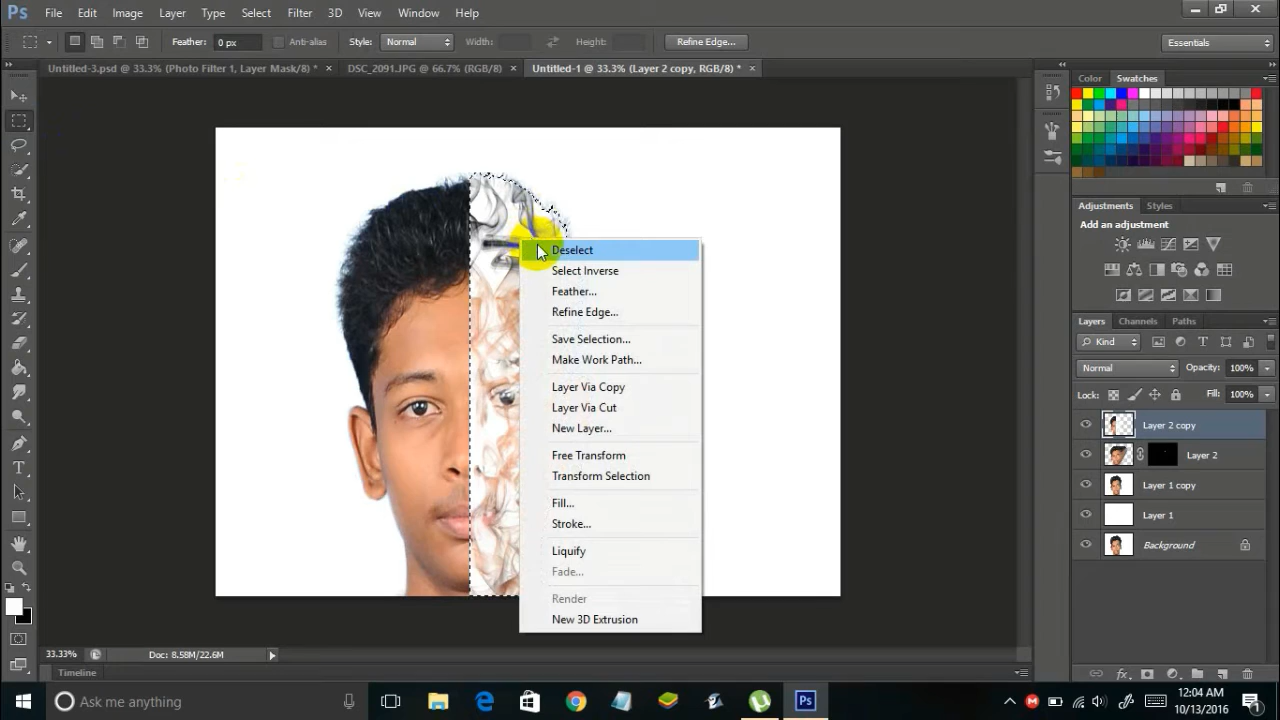 Ps File Edit Image Layer Type Select Filter 3D View Window Help
Feather: 0 px Anti-alias Style: Normal Width: Height: Refine Edge... Essentials
Untitled-3.psd @ 33.3% (Photo Filter 1, Layer Mask/8) * × DSC_2091.JPG @ 66.7% (RGB/8) × Untitled-1 @ 33.3% (Layer 2 copy, RGB/8) * ×
Color Swatches
Adjustments Styles
Add an adjustment
Deselect
Select Inverse
Feather...
Refine Edge...
Save Selection...
Make Work Path...
Layer Via Copy
Layer Via Cut
New Layer...
Free Transform
Transform Selection
Fill...
Stroke...
Liquify
Fade...
Render
New 3D Extrusion
Layers Channels Paths
Kind
Normal Opacity: 100%
Lock: Fill: 100%
Layer 2 copy
Layer 2
Layer 1 copy
Layer 1
Background
33.33% Doc: 8.58M/22.6M
Timeline
Ask me anything
Ps
12:04 AM
10/13/2016